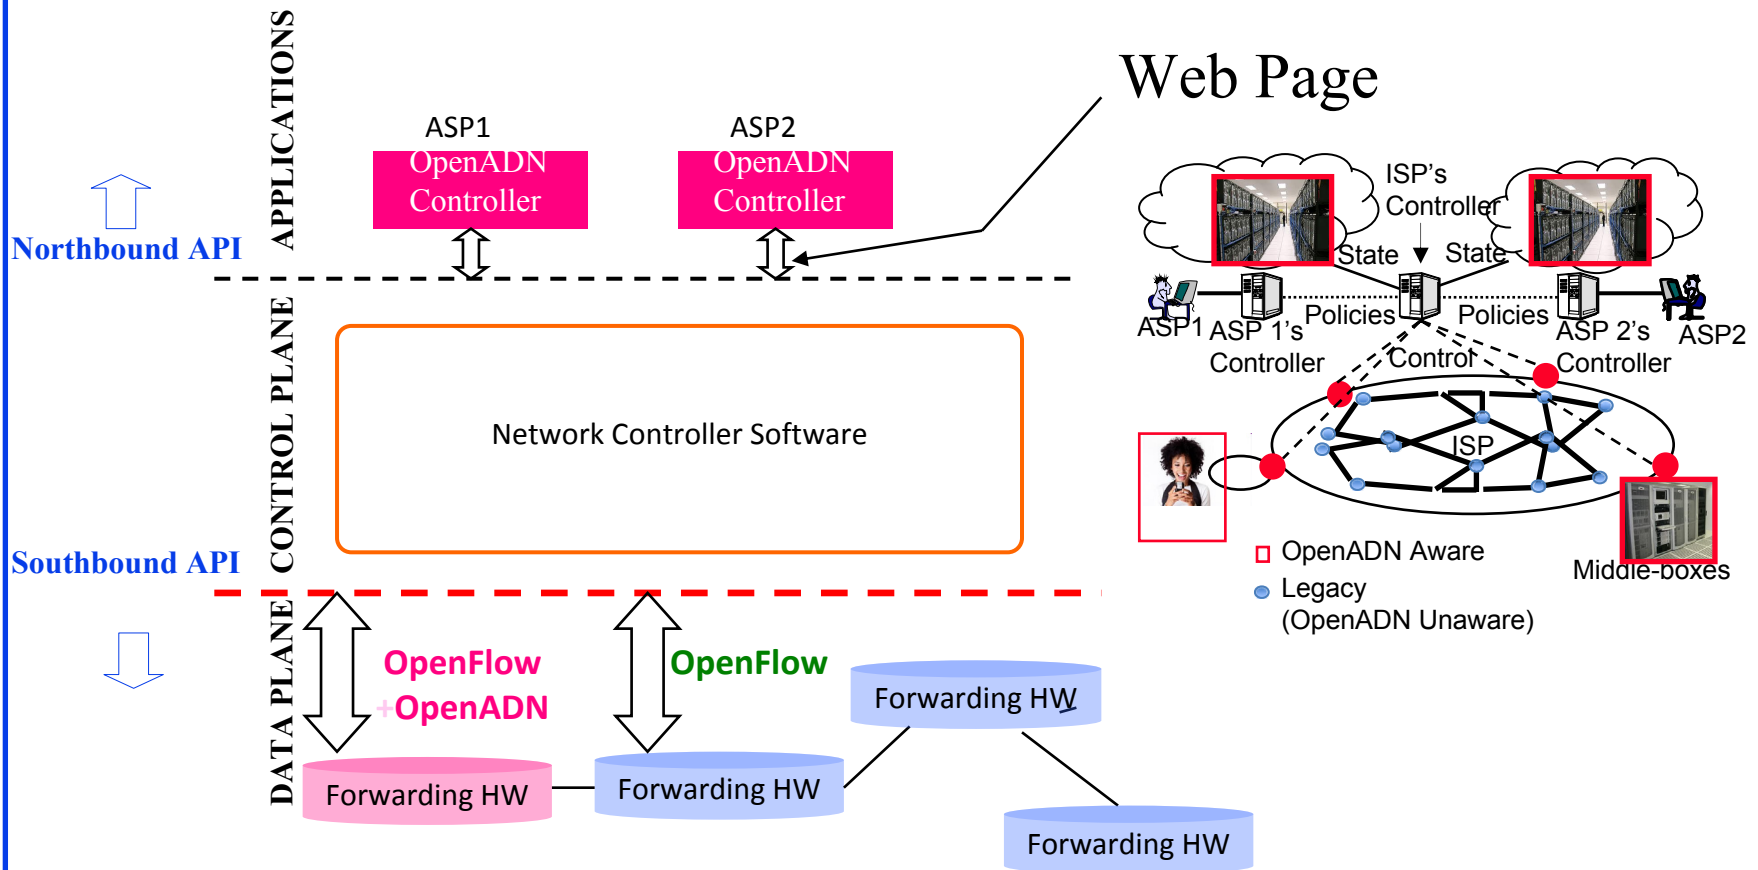 APPLICATIONS
CONTROL PLANE
DATA PLANE
Northbound API
Southbound API
ASP1
OpenADN
Controller
ASP2
OpenADN
Controller
Network Controller Software
OpenFlow
+OpenADN
OpenFlow
Forwarding HW
Forwarding HW
Forwarding HW
Forwarding HW
Web Page
ISP's
Controller
State
State
Policies
Policies
ASP1
ASP 1's
Controller
ASP 2's
Controller
ASP2
Control
ISP
OpenADN Aware
Legacy
(OpenADN Unaware)
Middle-boxes